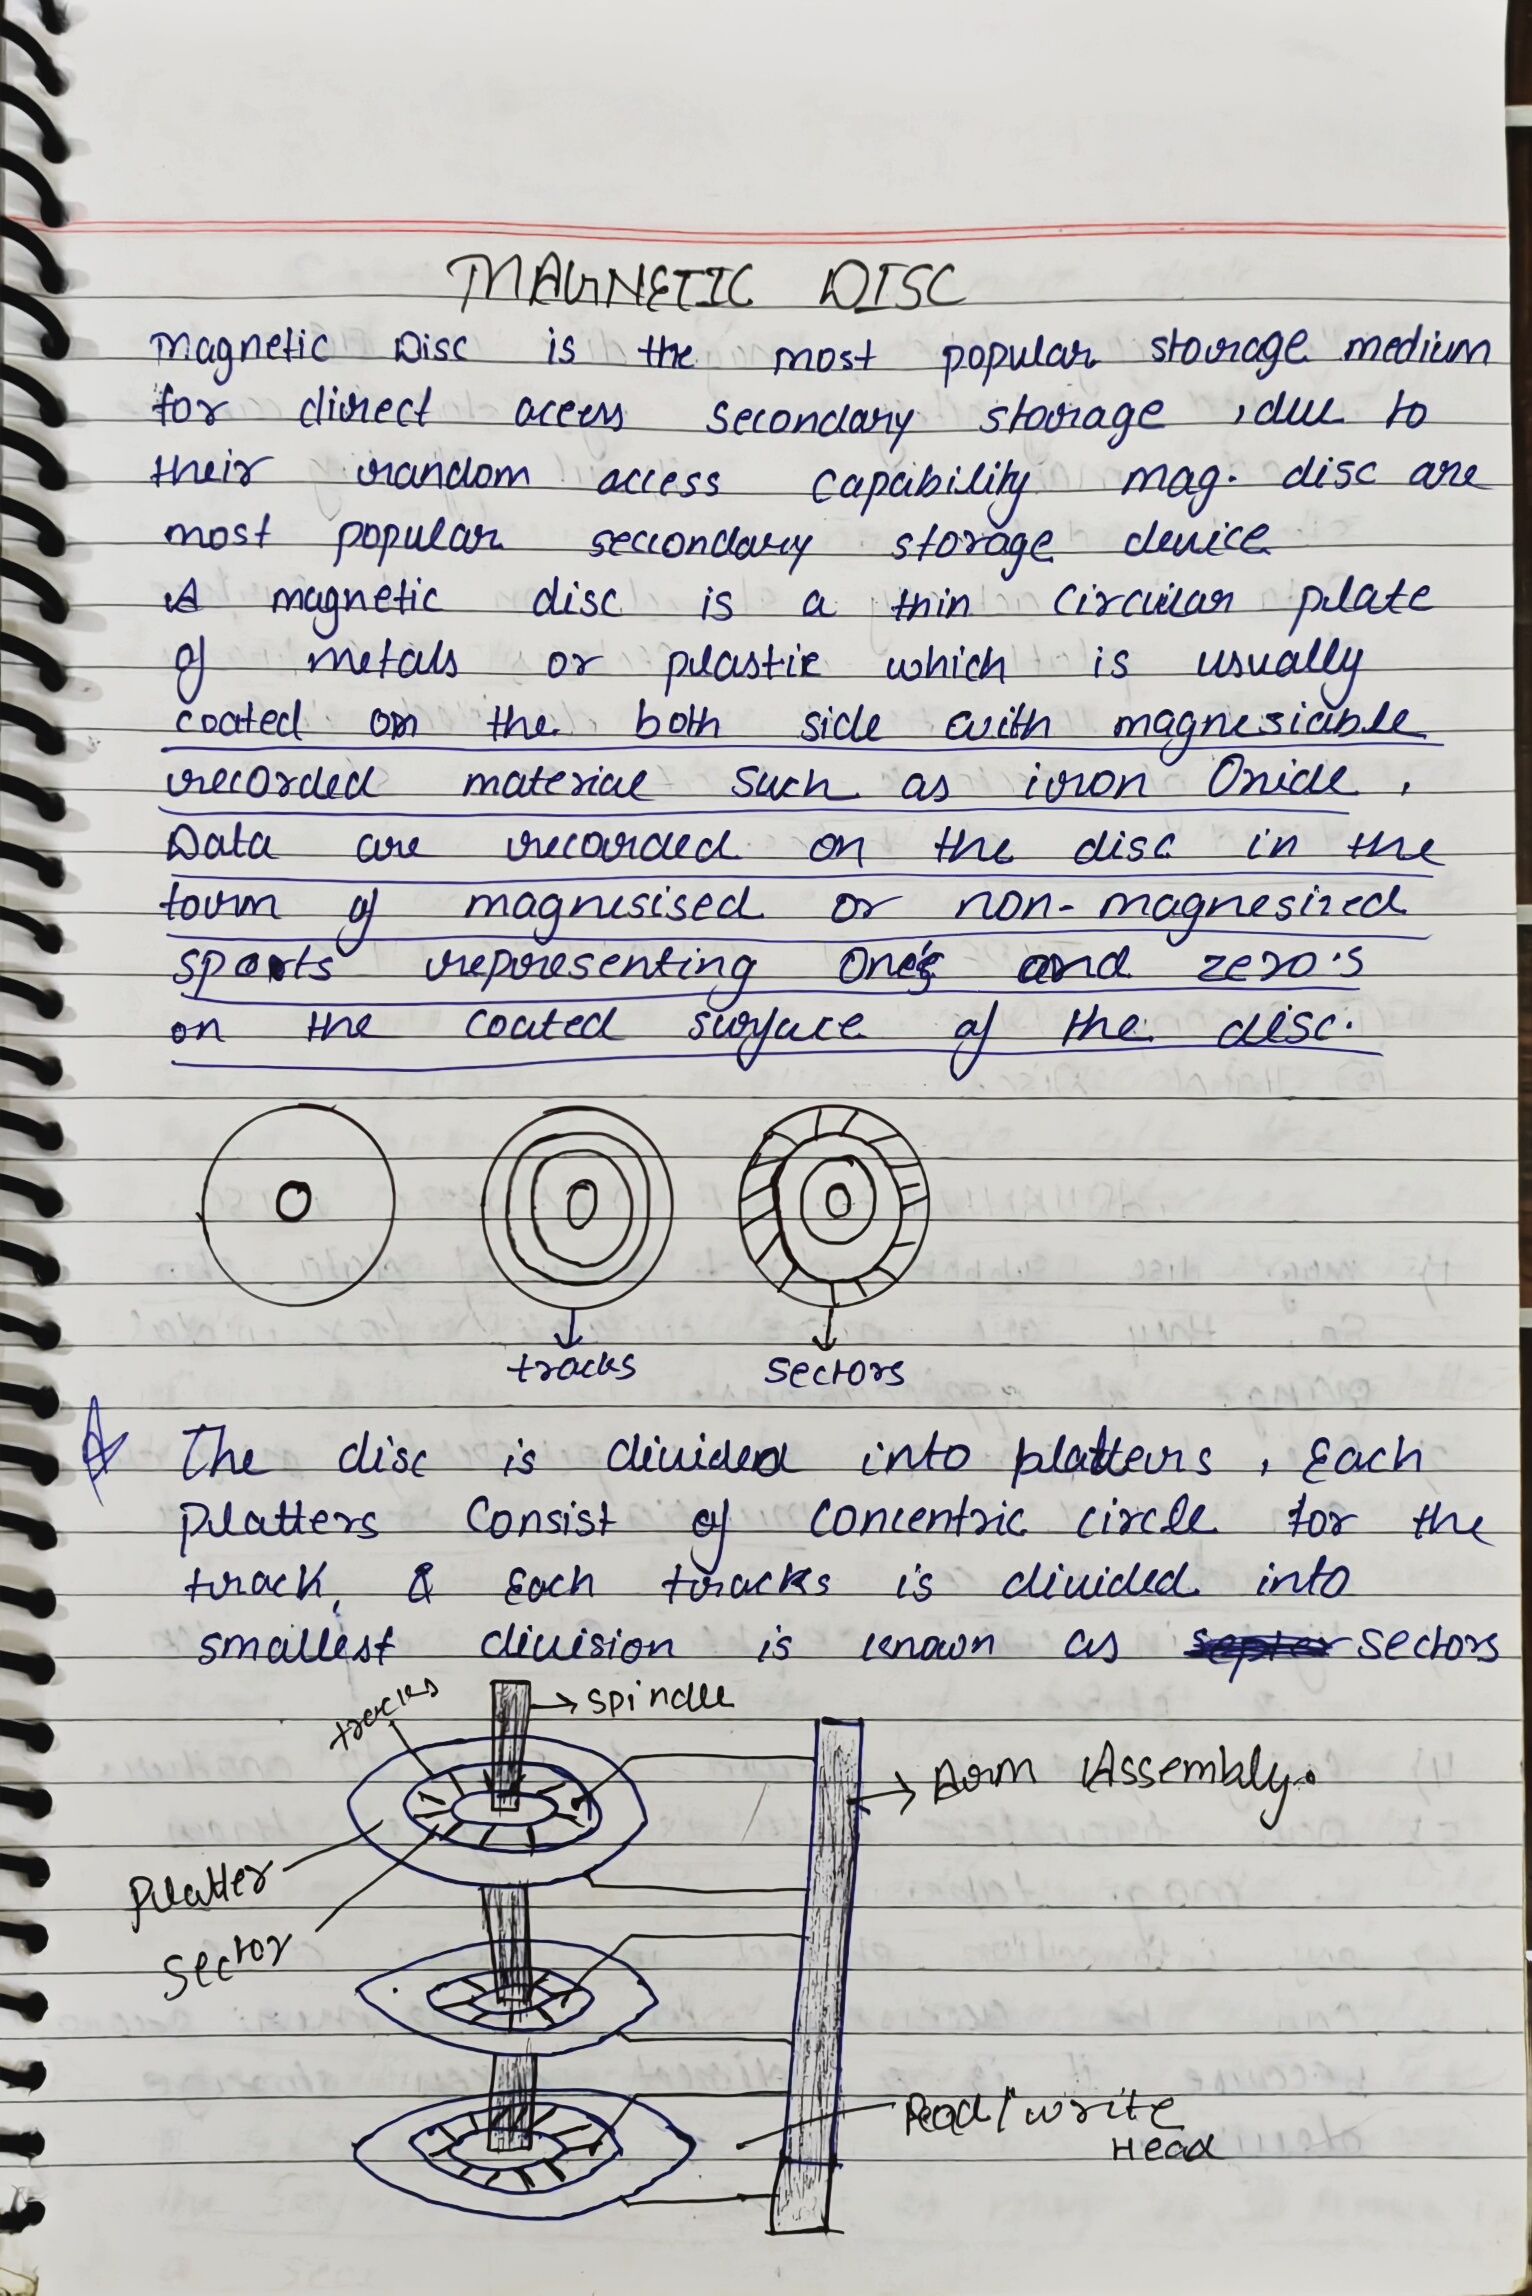 MAGNETIC DISC
Magnetic Disc is the most popular storage medium
for direct acess secondary storage , due to
their random access capability mag. disc are
most popular seccondary storage device
A magnetic disc is a thin circular plate
of metals or plastic which is usually
coated on the both side with magnesiable
recorded material such as iron Oxide .
Data are recorded on the disc in the
form of magnesised or non-magnesized
sports representing One's and zero's
on the coated surface of the disc.
tracks
sectors
The disc is divided into platters , Each
Platters Consist of concentric circle for the
track, & Each tracks is divided into
smallest division is known as sectors
tracks
spindle
Arm Assembly.
Platter
sector
Read/write
Head